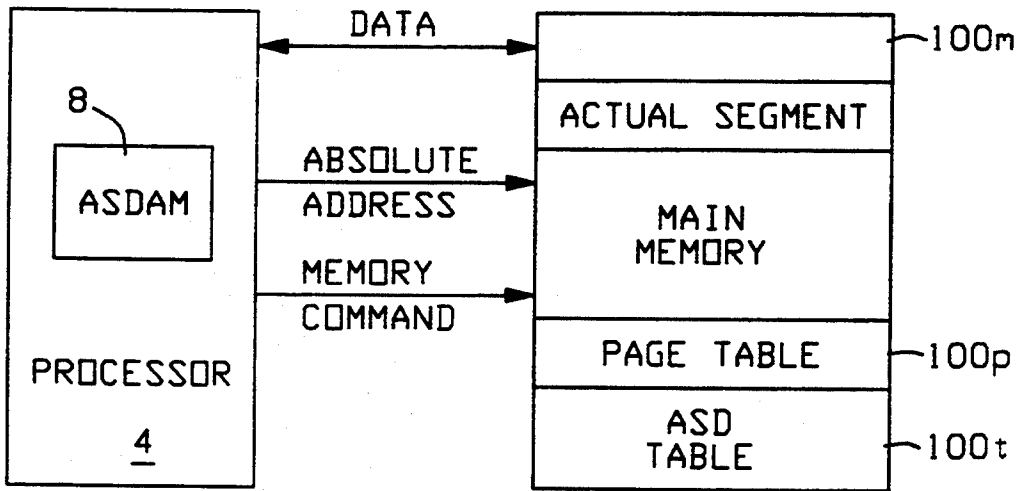 DATA
100m
8
ACTUAL SEGMENT
ASDAM
ABSOLUTE
ADDRESS
MAIN
MEMORY
MEMORY
COMMAND
PROCESSOR
4
PAGE TABLE
100p
ASD
TABLE
100t